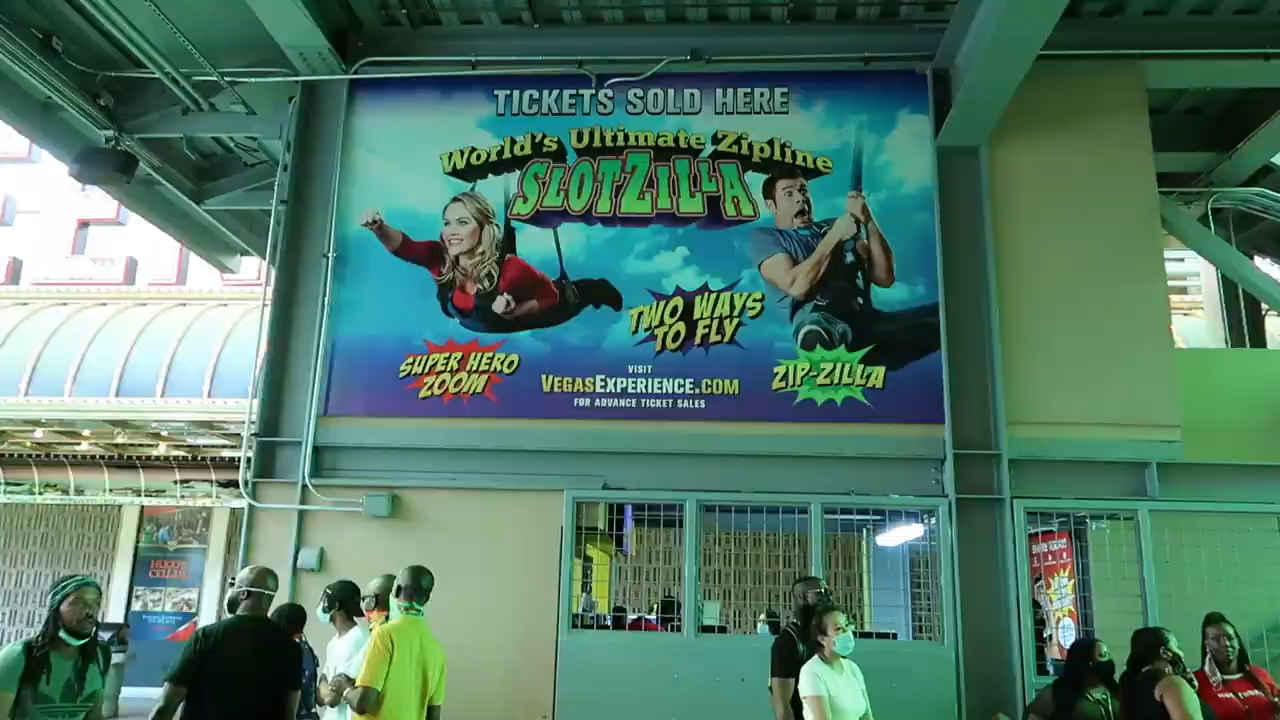 TICKETS SOLD HERE
World's Ultimate Zipline
SLOTZILLA
TWO WAYS
TO FLY
SUPER HERO
ZOOM
ZIP-ZILLA
VISIT
VEGASEXPERIENCE.COM
FOR ADVANCE TICKET SALES